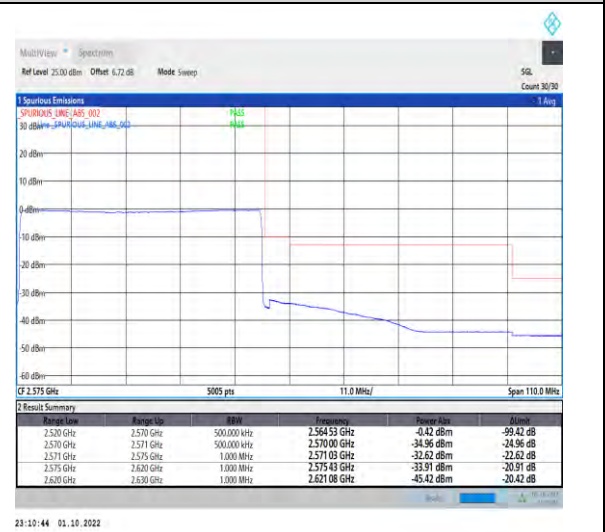 MultiView Spectrum
Ref Level 25.00 dBm Offset 6.72 dB Mode Sweep SGL
Count 30/30
1 Spurious Emissions 1 Avg
SPURIOUS_LINE_ABS_002 PASS
30 dBm Line _SPURIOUS_LINE_ABS_002 PASS
20 dBm
10 dBm
0 dBm
-10 dBm
-20 dBm
-30 dBm
-40 dBm
-50 dBm
-60 dBm
CF 2.575 GHz 5005 pts 11.0 MHz/ Span 110.0 MHz
2 Result Summary
Range Low Range Up RBW Frequency Power Abs ΔLimit
2.520 GHz 2.570 GHz 500.000 kHz 2.564 53 GHz -0.42 dBm -99.42 dB
2.570 GHz 2.571 GHz 500.000 kHz 2.570 00 GHz -34.96 dBm -24.96 dB
2.571 GHz 2.575 GHz 1.000 MHz 2.571 03 GHz -32.62 dBm -22.62 dB
2.575 GHz 2.620 GHz 1.000 MHz 2.575 43 GHz -33.91 dBm -20.91 dB
2.620 GHz 2.630 GHz 1.000 MHz 2.621 08 GHz -45.42 dBm -20.42 dB
23:10:44 01.10.2022